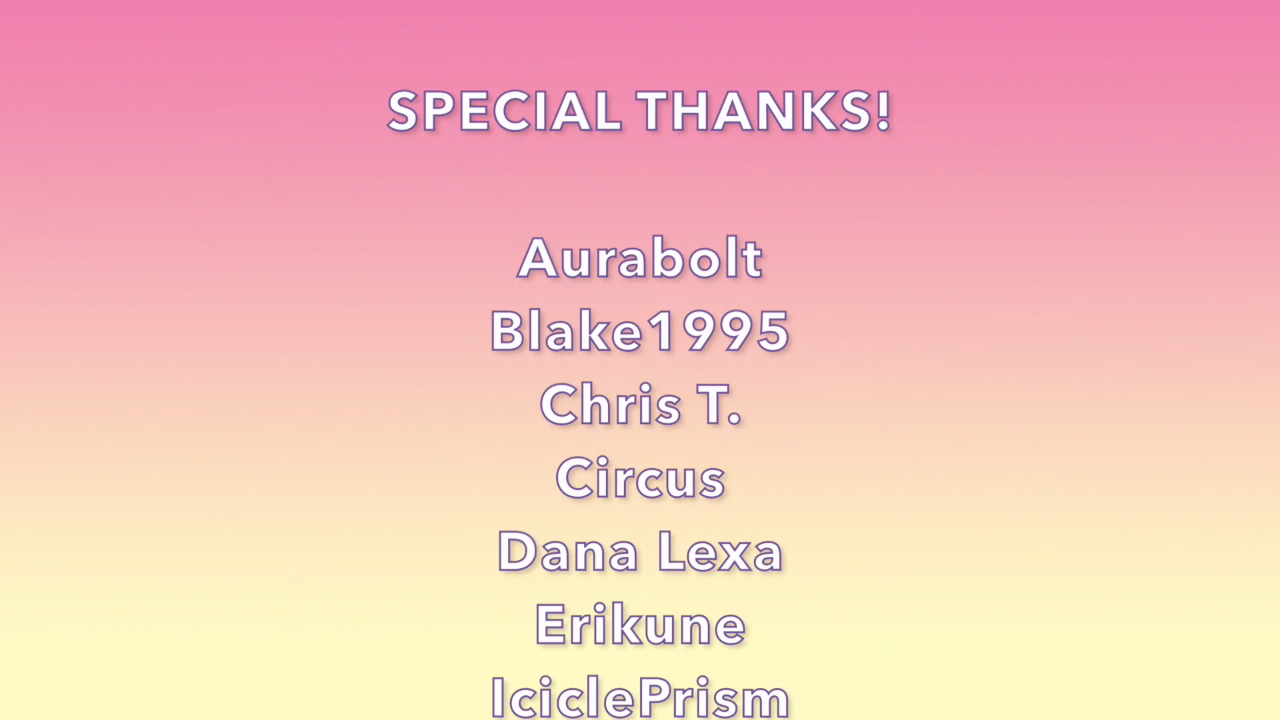 SPECIAL THANKS!
Aurabolt
Blake1995
Chris T.
Circus
Dana Lexa
Erikune
IciclePrism